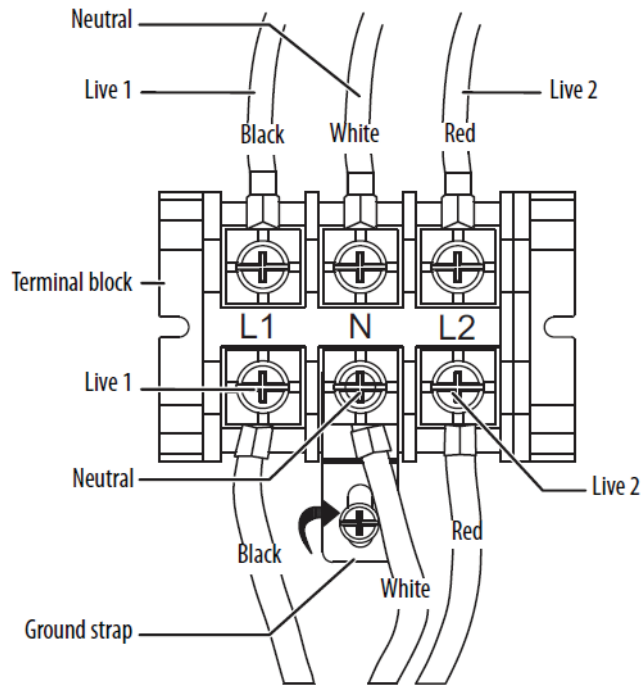 Neutral
Live 1
Live 2
Black
White
Red
Terminal block
L1
N
L2
Live 1
Neutral
Live 2
Red
Black
White
Ground strap